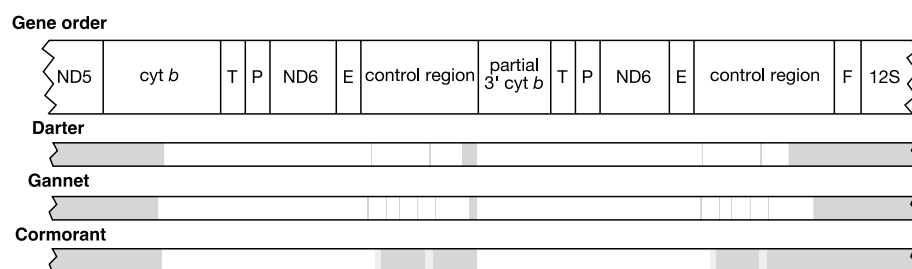 Gene order
ND5 cyt b T P ND6 E control region partial 3' cyt b T P ND6 E control region F 12S
Darter
Gannet
Cormorant